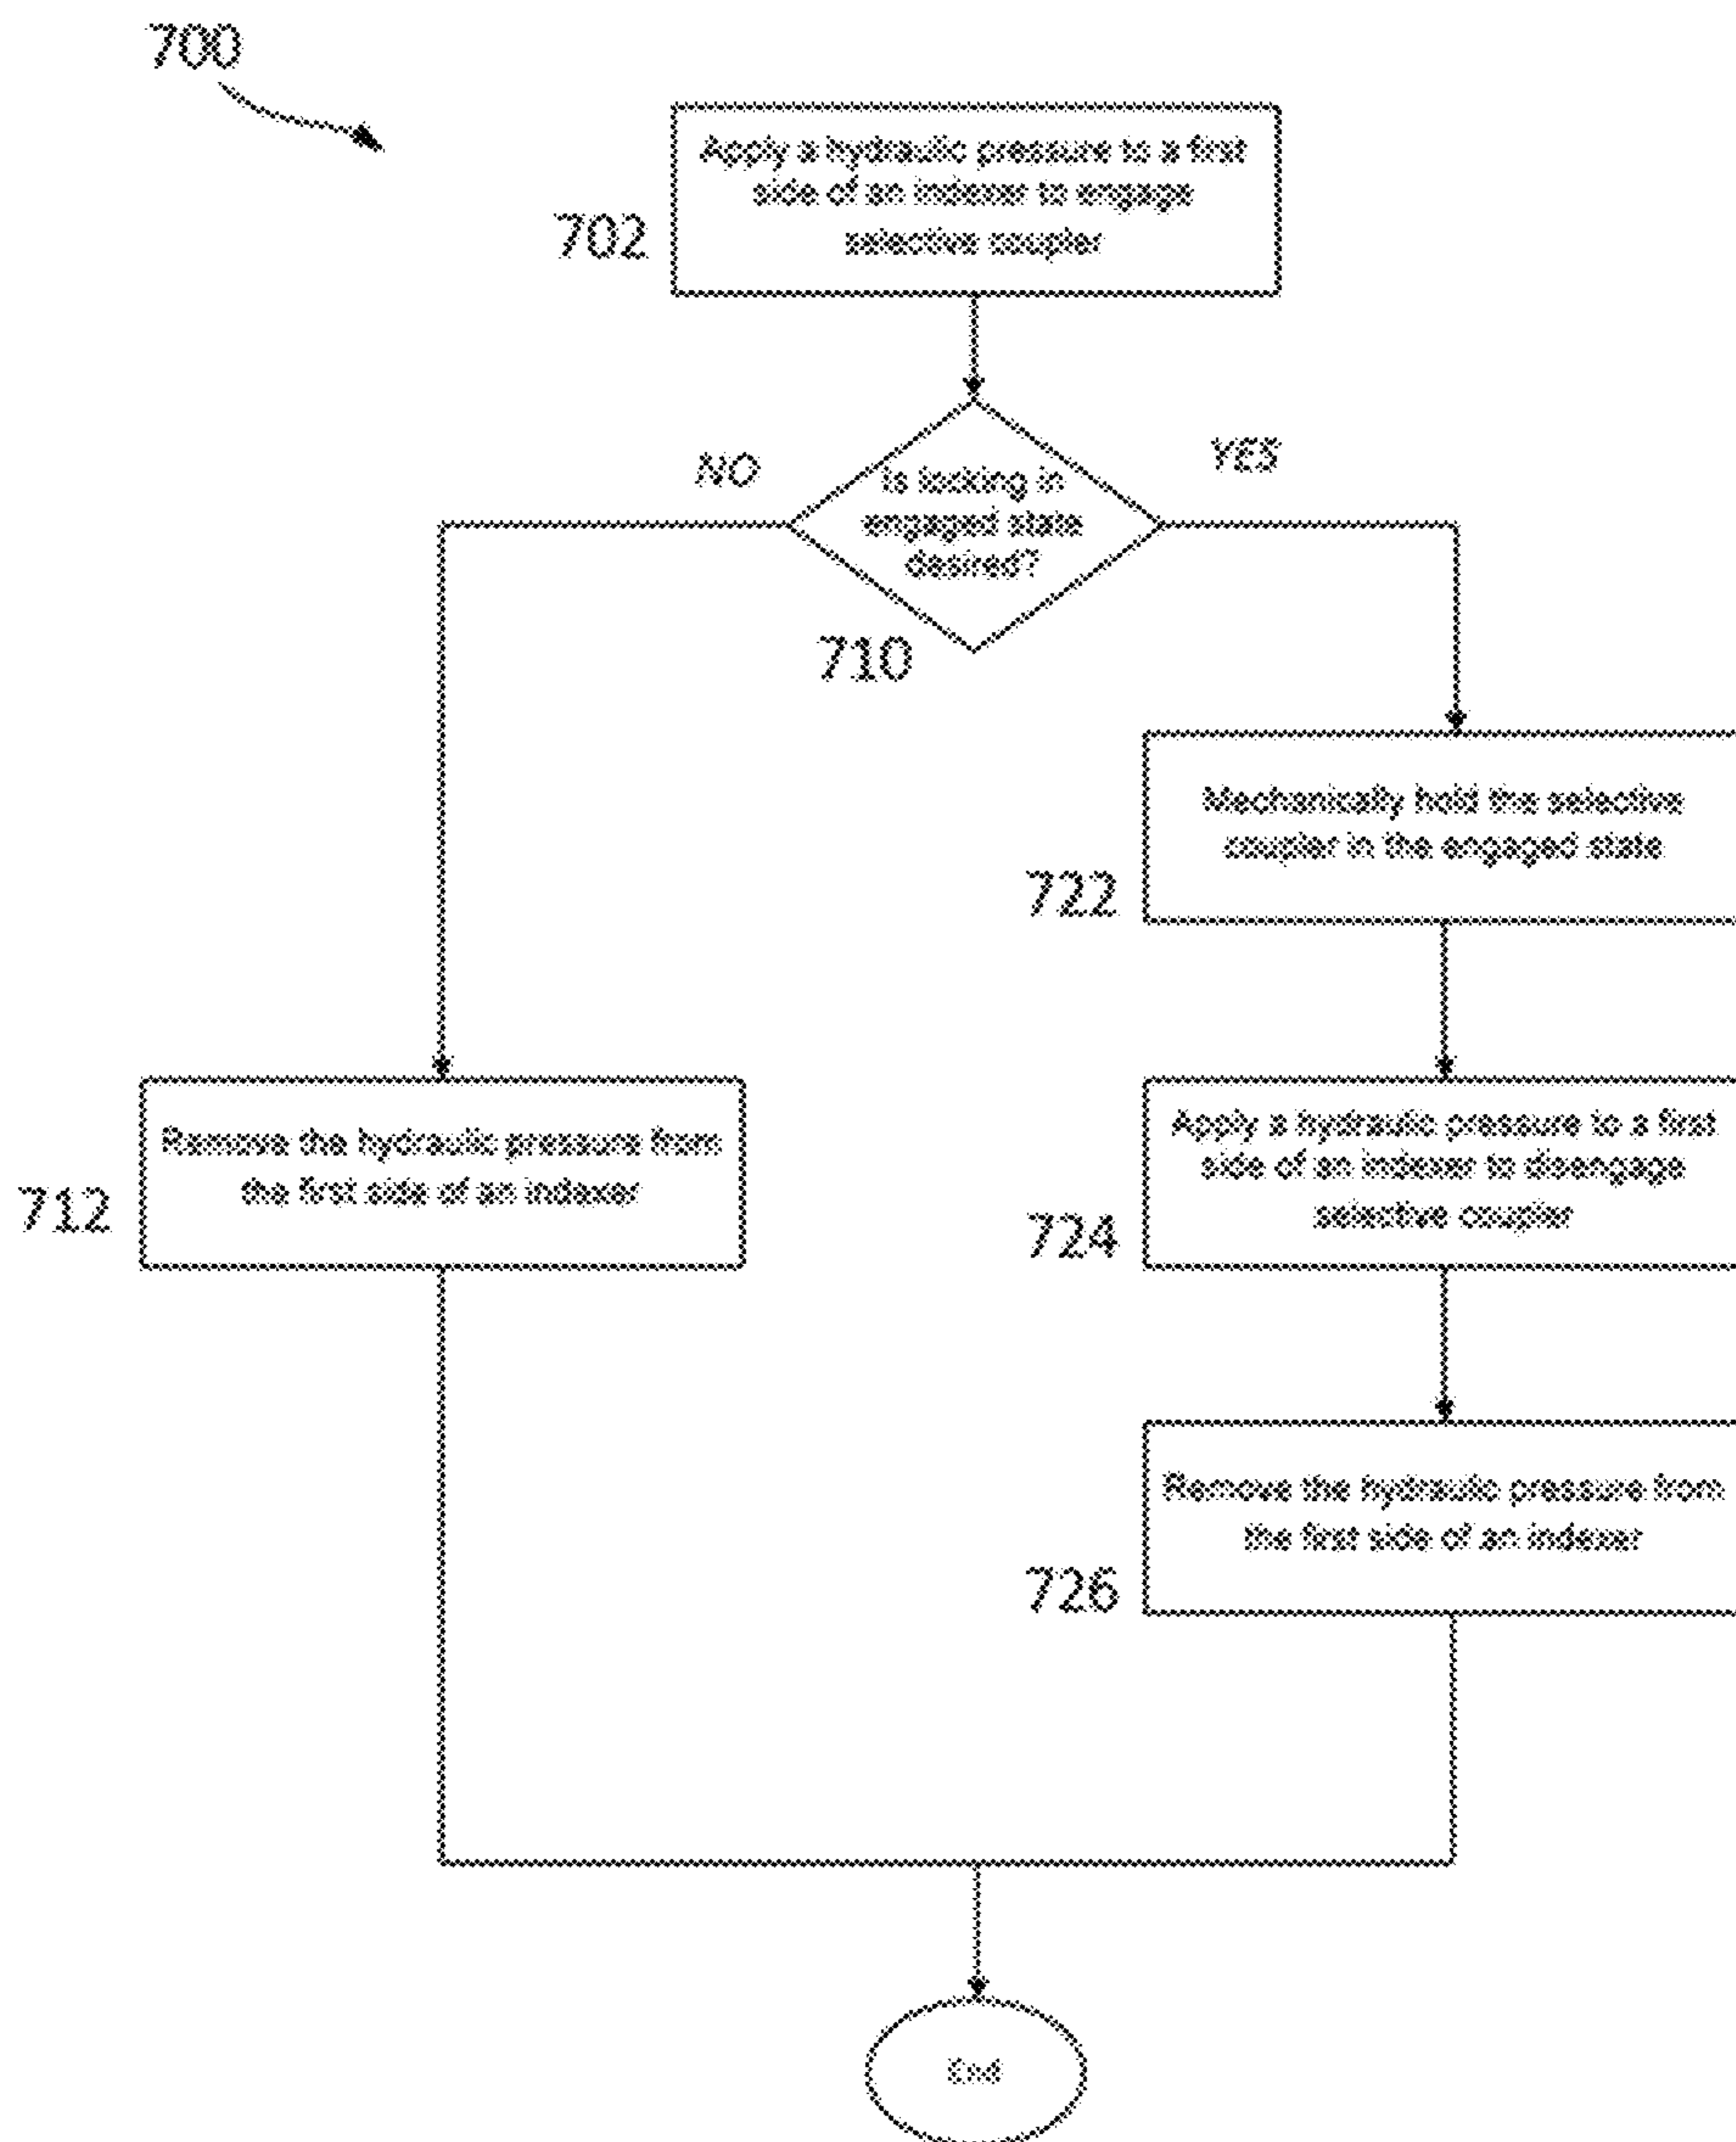 700
Apply a hydraulic pressure to a first
side of an indexer to engage
selective coupler
702
NO
YES
Is locking in
engaged state
desired?
710
Mechanically hold the selective
coupler in the engaged state
722
Remove the hydraulic pressure from
the first side of an indexer
712
Apply a hydraulic pressure to a first
side of an indexer to disengage
selective coupler
724
Remove the hydraulic pressure from
the first side of an indexer
726
End